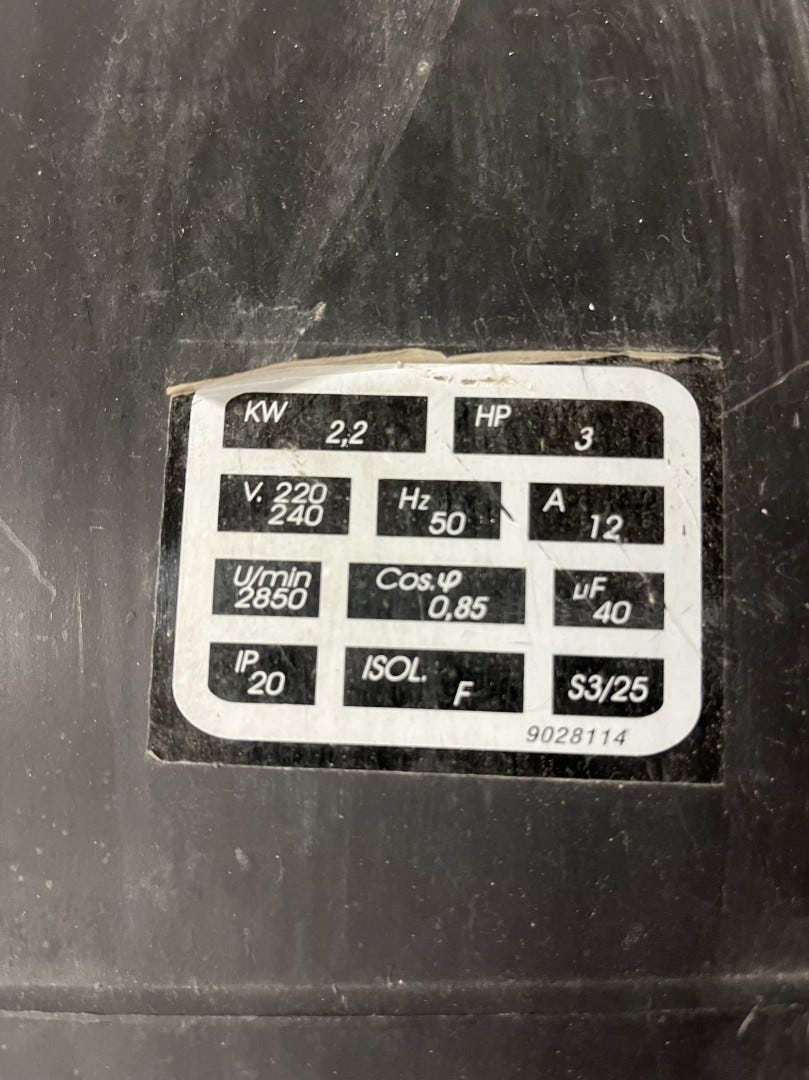 KW 2,2 HP 3
V. 220 Hz 50 A 12
240
U/min Cos.φ 0,85 µF 40
2850
IP 20 ISOL. F S3/25
9028114